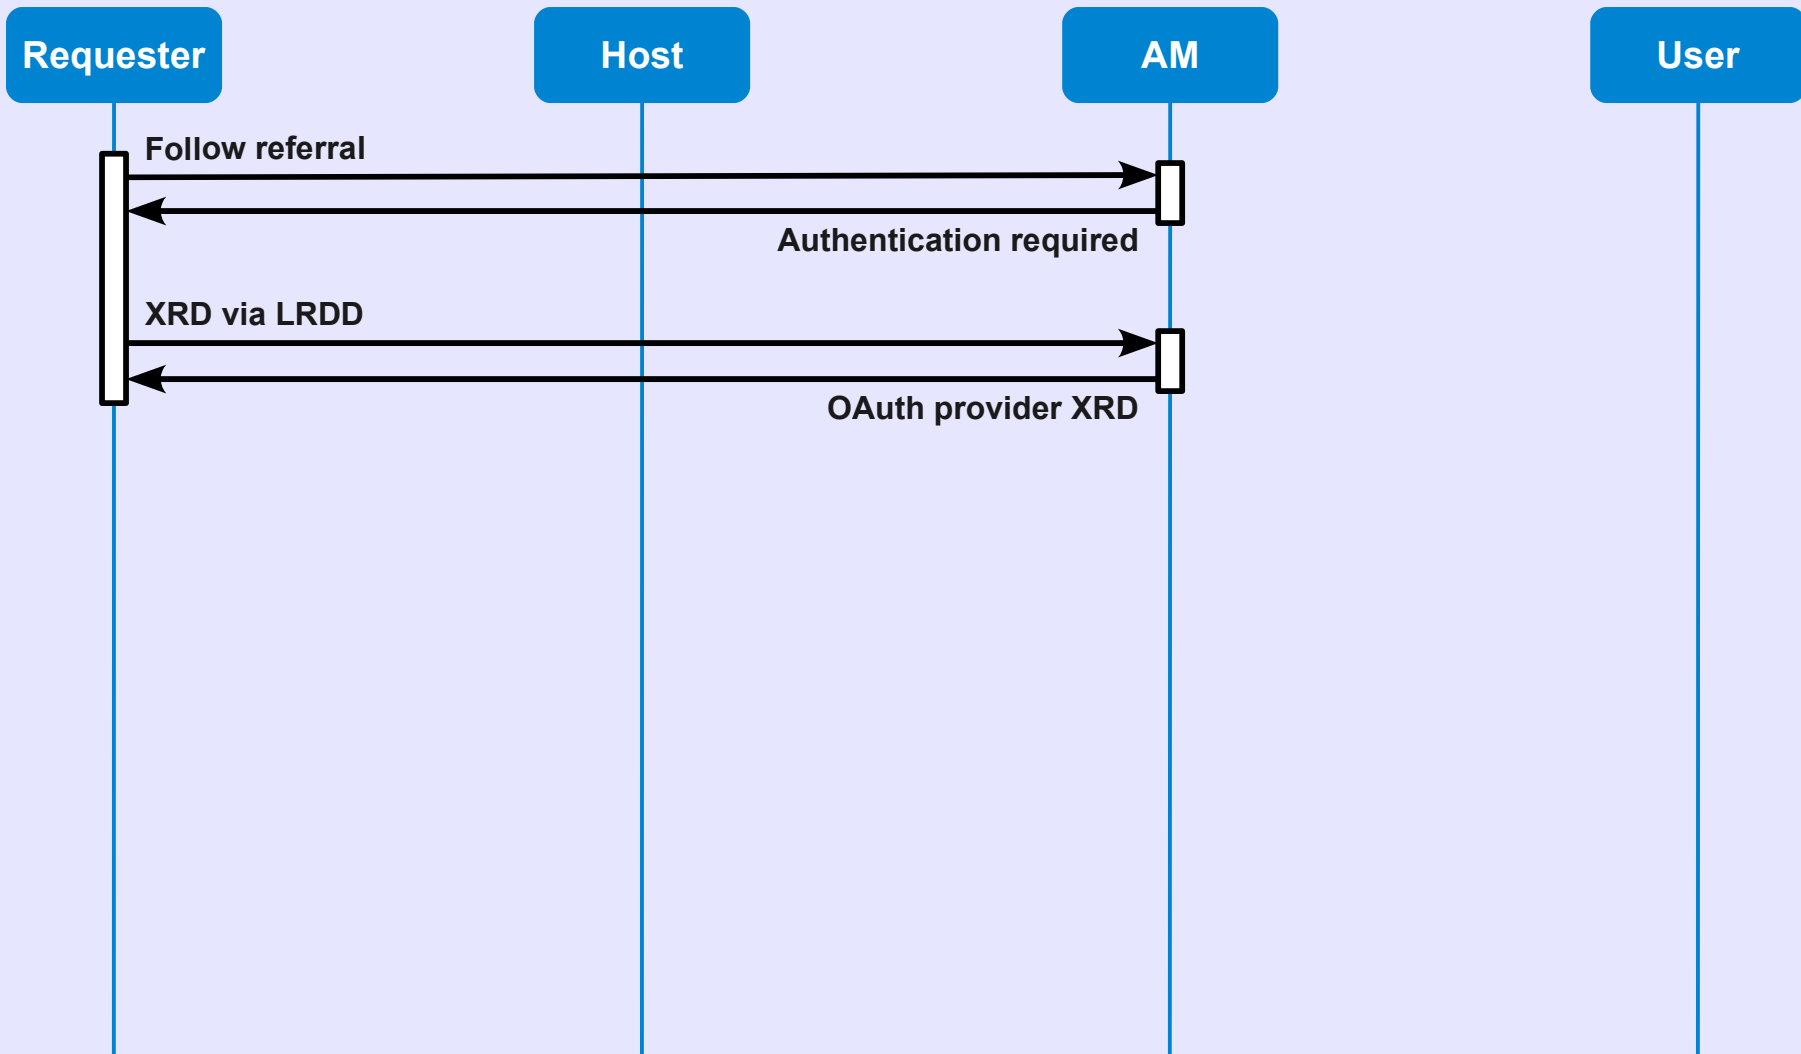 Requester
Host
AM
User
Follow referral
Authentication required
XRD via LRDD
OAuth provider XRD